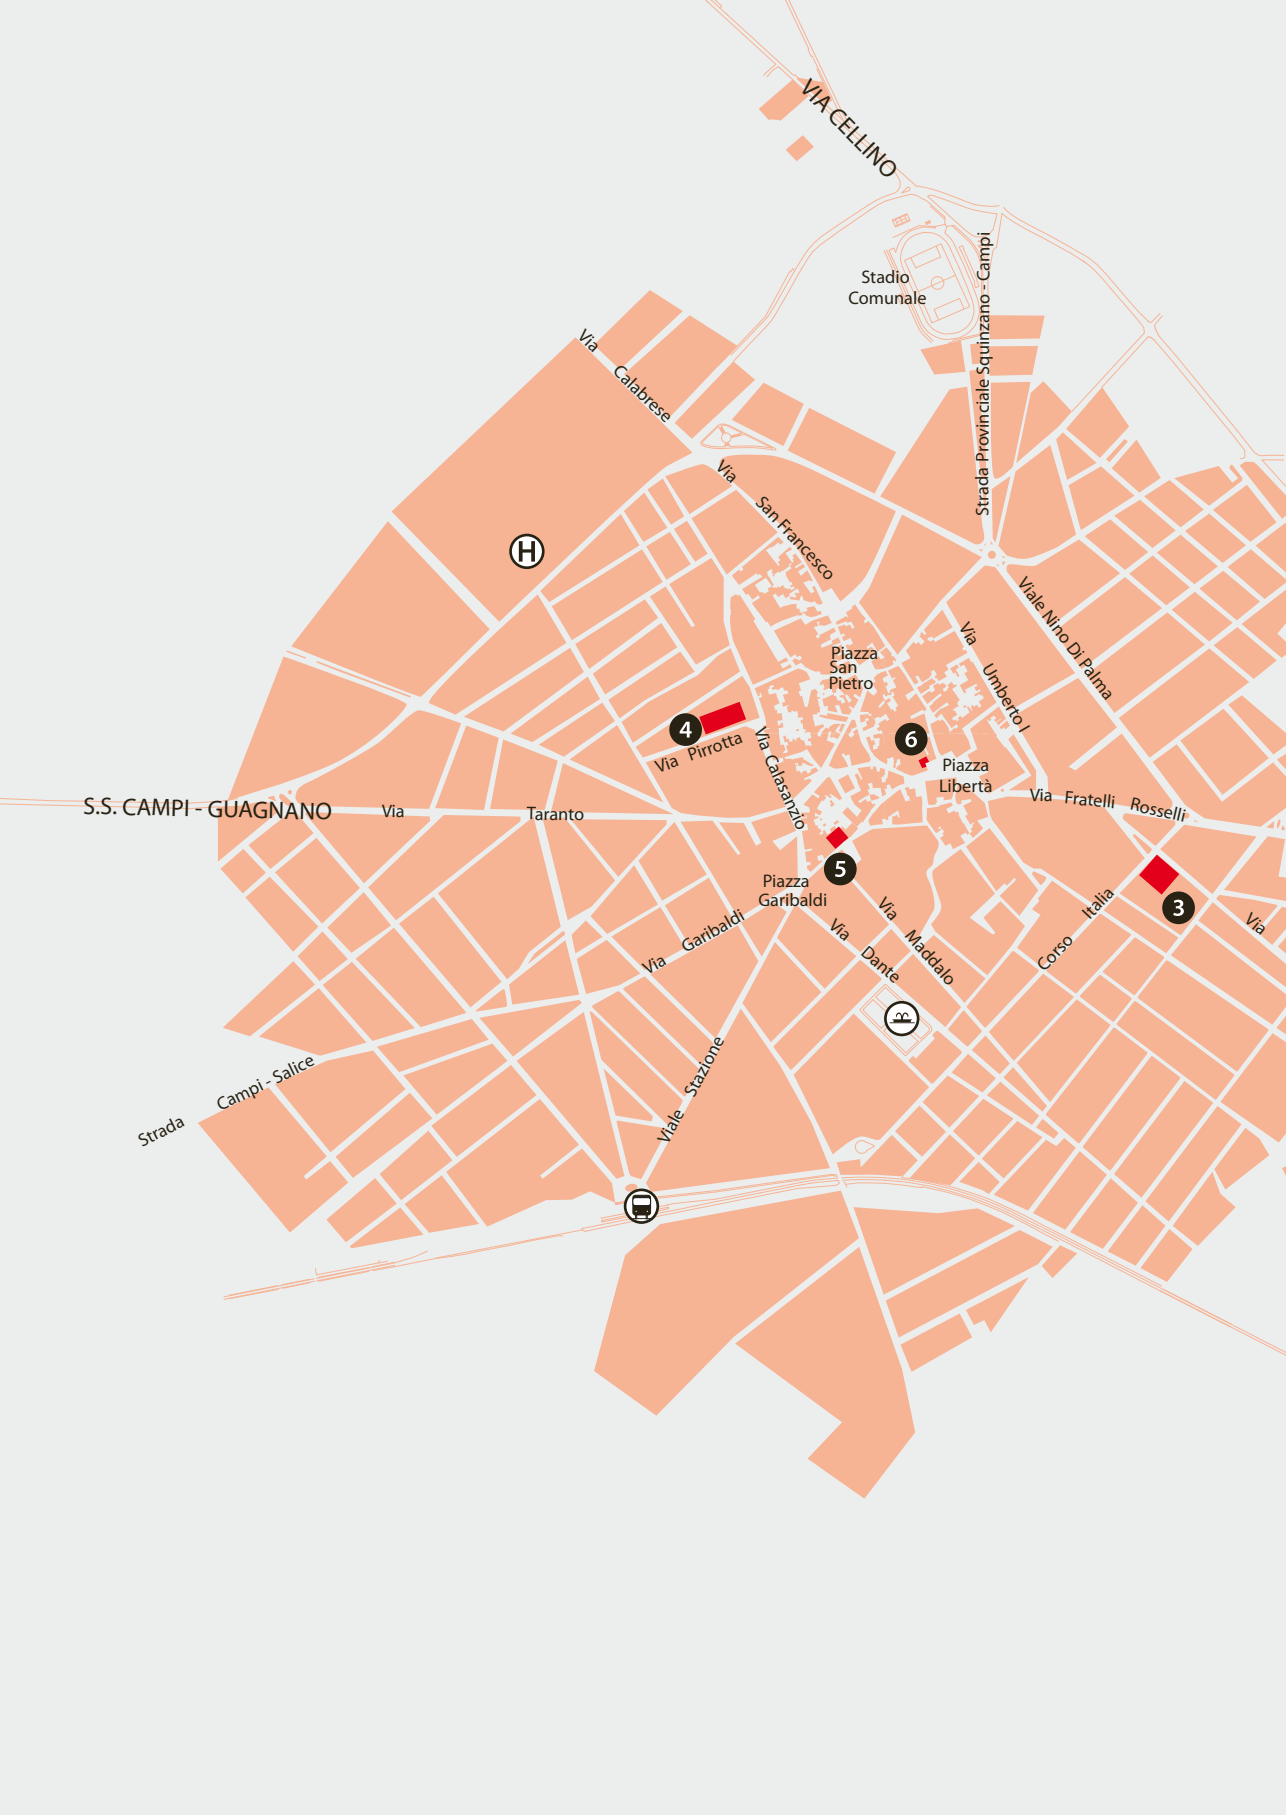 VIA CELLINO
Stadio
Comunale
Strada Provinciale Squinzano - Campi
Via Calabrese
Via San Francesco
H
Viale Nino Di Palma
Via Umberto I
Piazza
San
Pietro
4
Via Pirrotta
Via Calasanzio
6
Piazza
Libertà
S.S. CAMPI - GUAGNANO
Via Taranto
Via Fratelli Rosselli
5
Piazza
Garibaldi
3
Via Garibaldi
Via Maddalo
Via Dante
Corso Italia
Via
Viale Stazione
Strada Campi - Salice